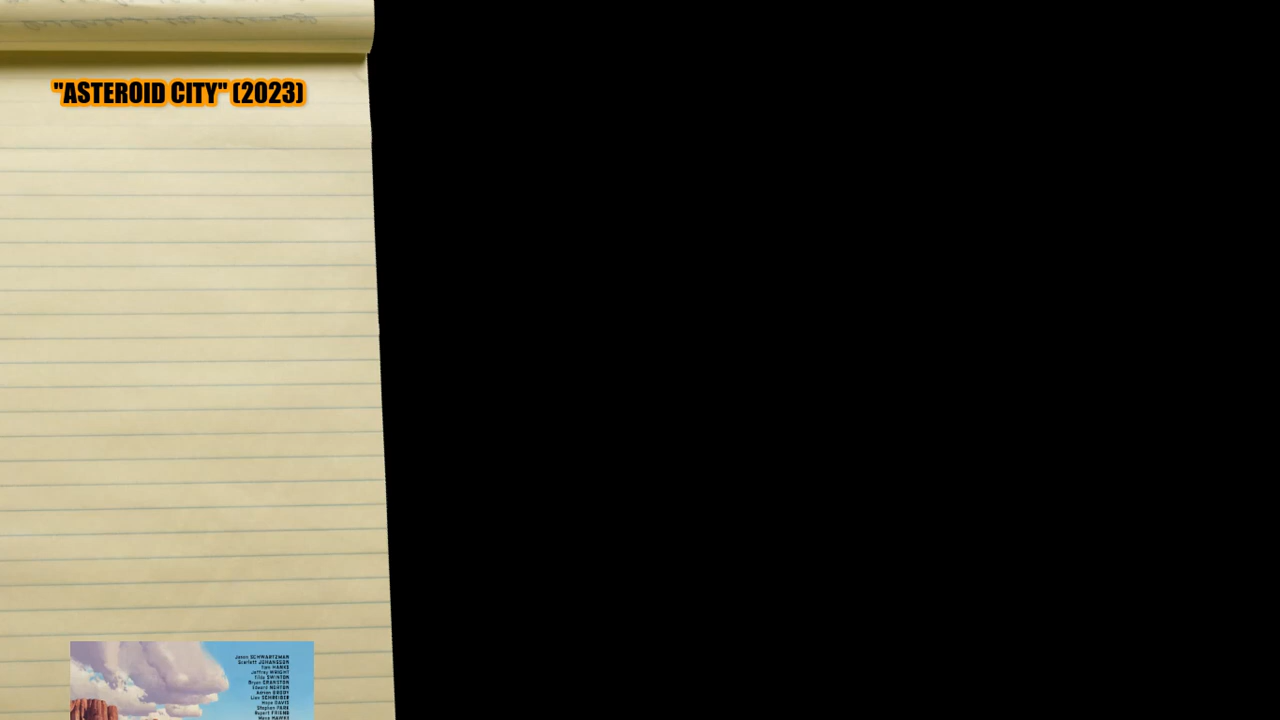 "ASTEROID CITY" (2023)
Jason SCHWARTZMAN
Scarlett JOHANSSON
Tom HANKS
Jeffrey WRIGHT
Tilda SWINTON
Bryan CRANSTON
Edward NORTON
Adrien BRODY
Liev SCHREIBER
Hope DAVIS
Stephen PARK
Rupert FRIEND
Maya HAWKE